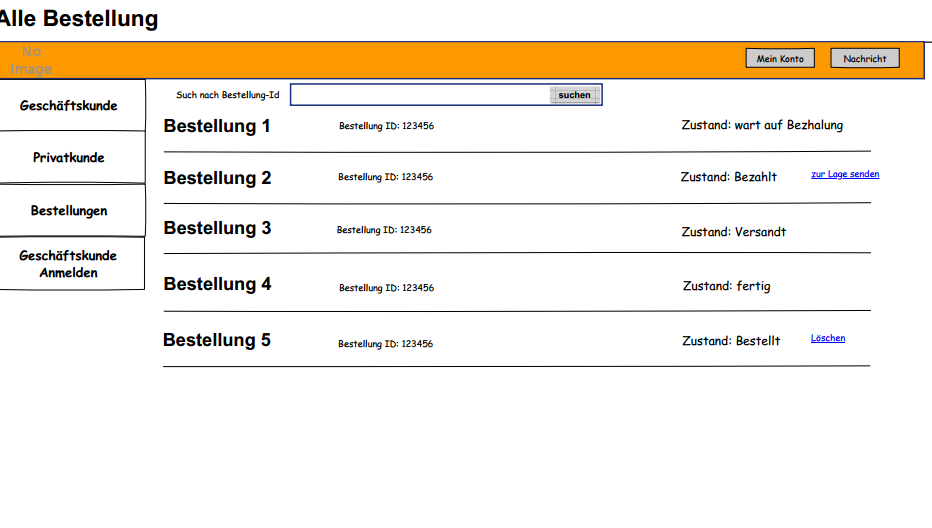 Alle Bestellung
No
Image
Mein Konto
Nachricht
Geschäftskunde
Privatkunde
Bestellungen
Geschäftskunde
Anmelden
Such nach Bestellung-Id
suchen
Bestellung 1 Bestellung ID: 123456 Zustand: wart auf Bezhalung
Bestellung 2 Bestellung ID: 123456 Zustand: Bezahlt zur Lage senden
Bestellung 3 Bestellung ID: 123456 Zustand: Versandt
Bestellung 4 Bestellung ID: 123456 Zustand: fertig
Bestellung 5 Bestellung ID: 123456 Zustand: Bestellt Löschen